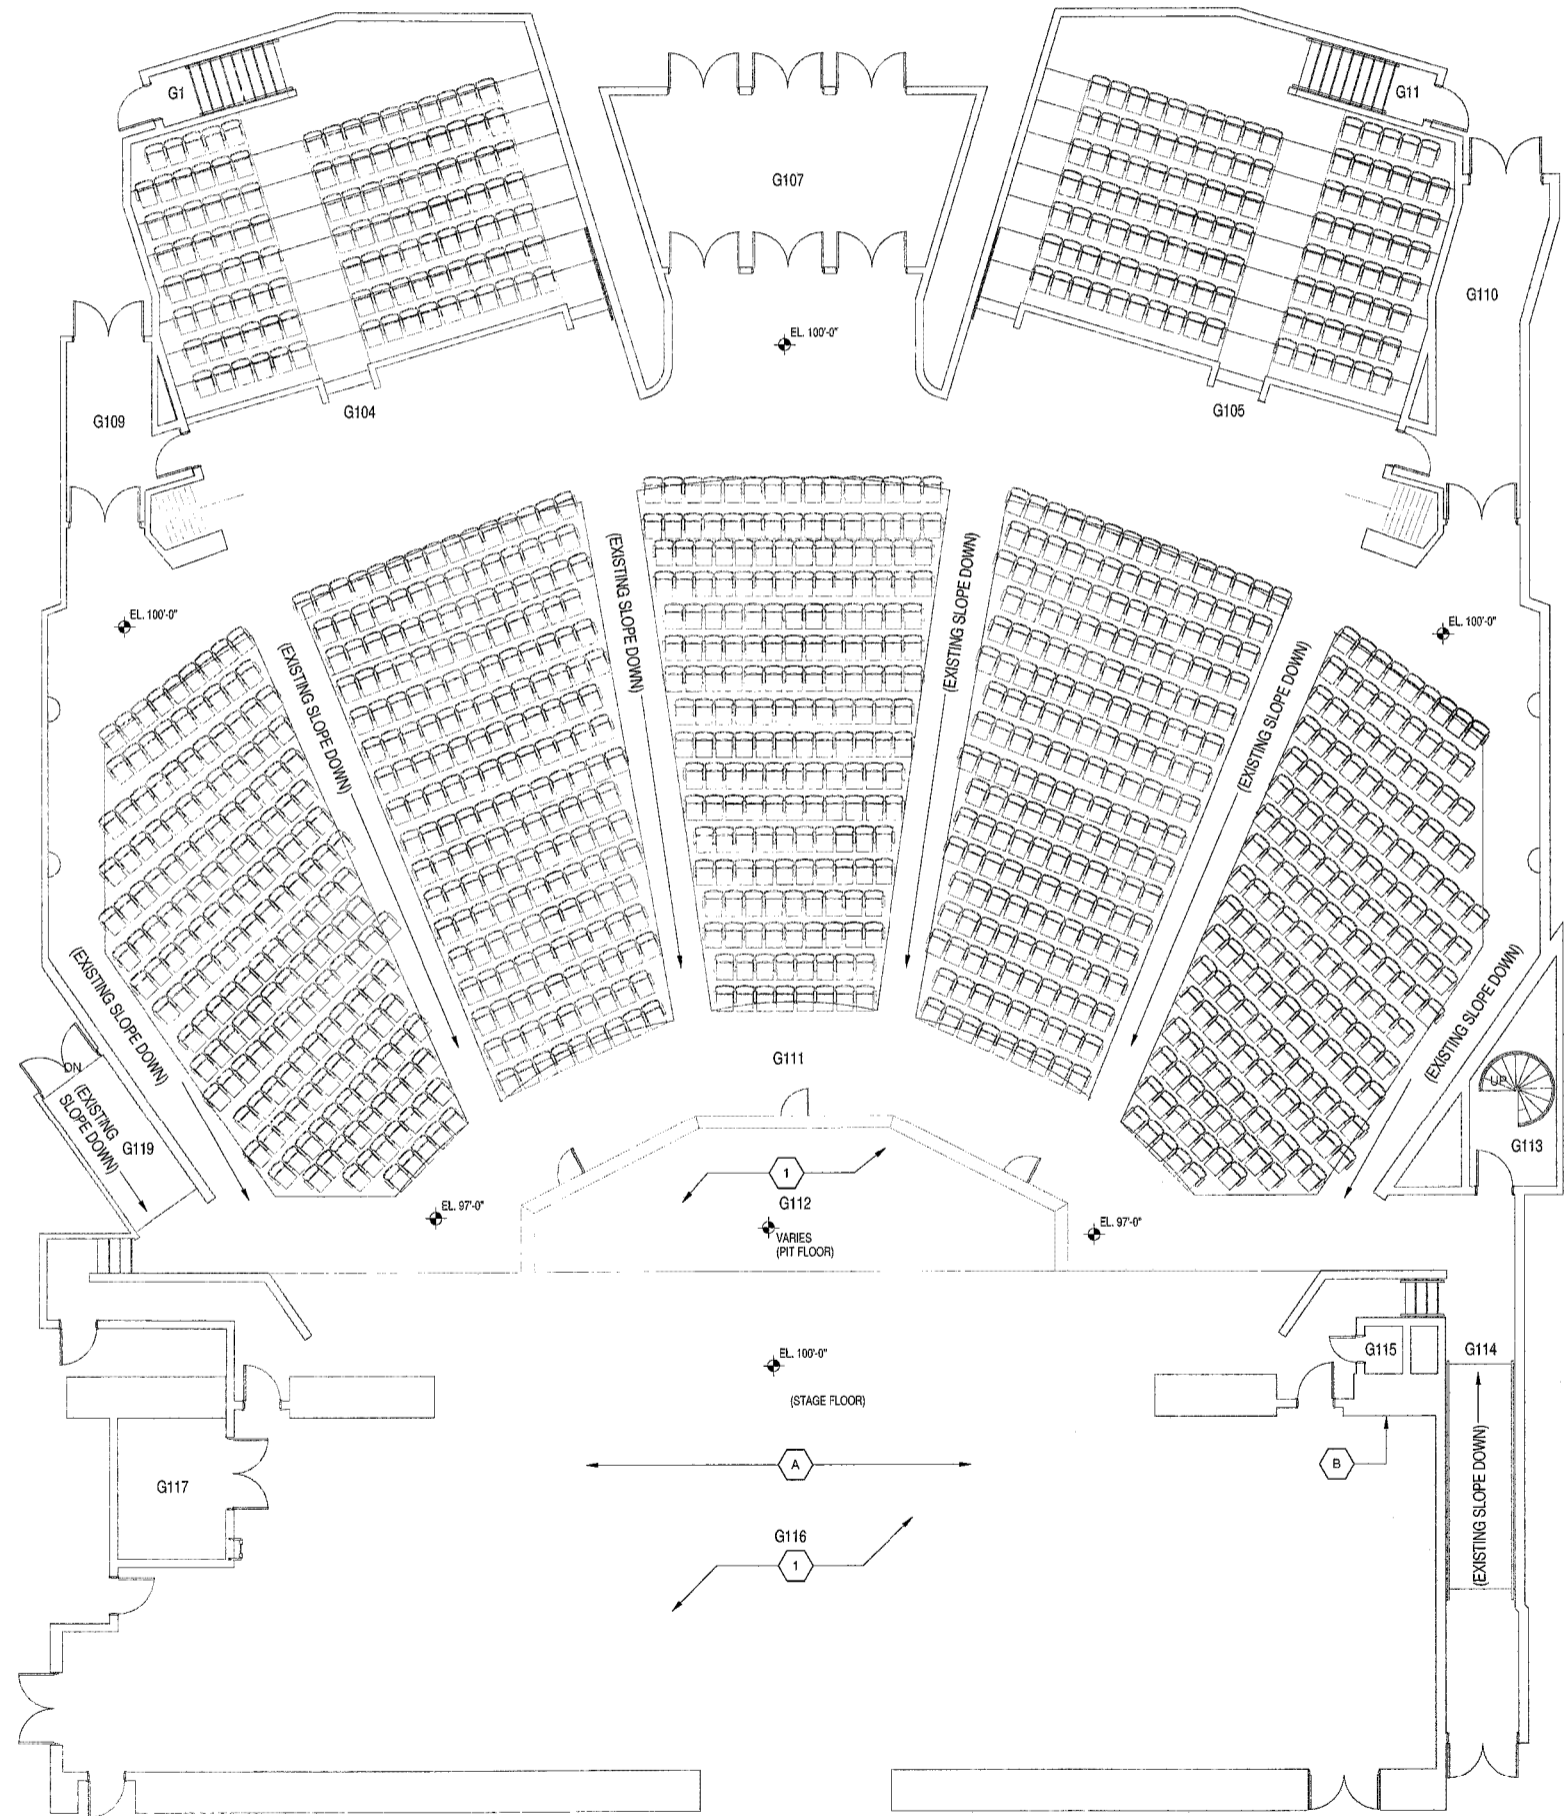 G1
G11
G107
G110
EL. 100'-0"
G109
G104
G105
(EXISTING SLOPE DOWN)
(EXISTING SLOPE DOWN)
EL. 100'-0"
EL. 100'-0"
(EXISTING SLOPE DOWN)
(EXISTING SLOPE DOWN)
(EXISTING SLOPE DOWN)
(EXISTING SLOPE DOWN)
G111
DN
(EXISTING
SLOPE DOWN)
G119
UP
G113
1
G112
EL. 97'-0"
VARIES
(PIT FLOOR)
EL. 97'-0"
EL. 100'-0"
(STAGE FLOOR)
G115
G114
A
B
(EXISTING SLOPE DOWN)
G117
G116
1